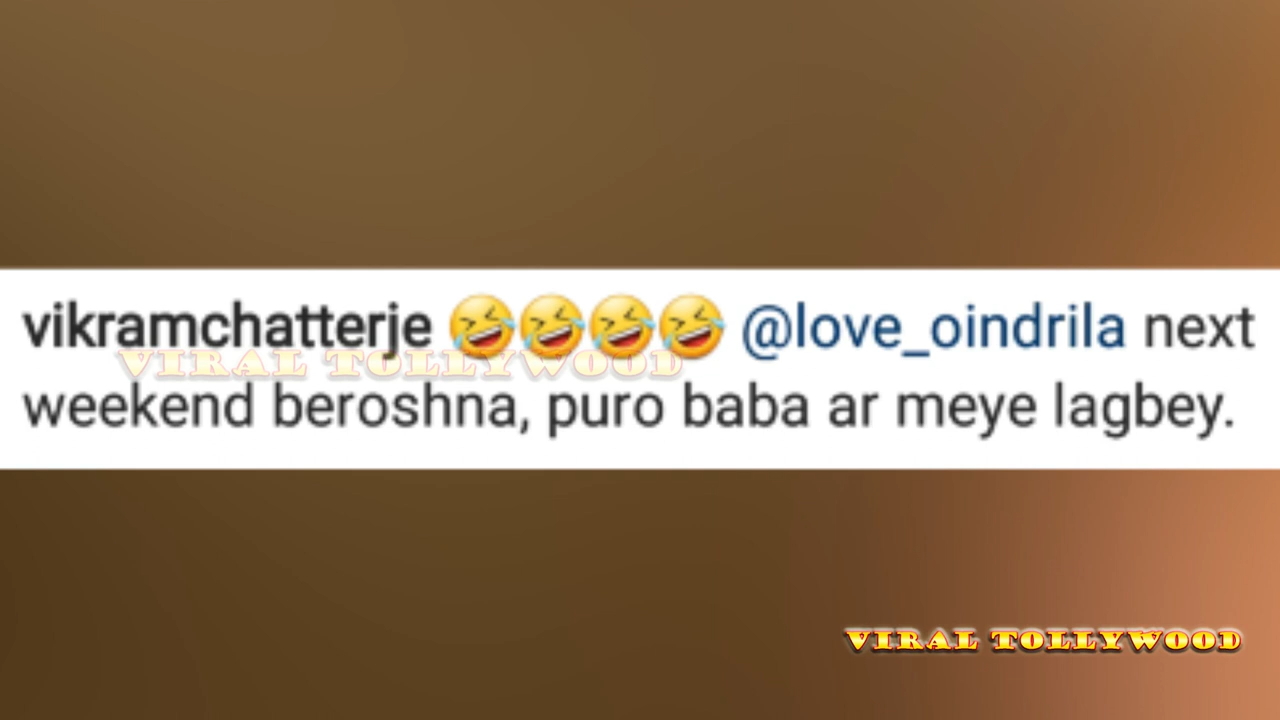 vikramchatterje 🤣🤣🤣🤣 @love_oindrila next
VIRAL TOLLYWOOD
weekend beroshna, puro baba ar meye lagbey.
VIRAL TOLLYWOOD